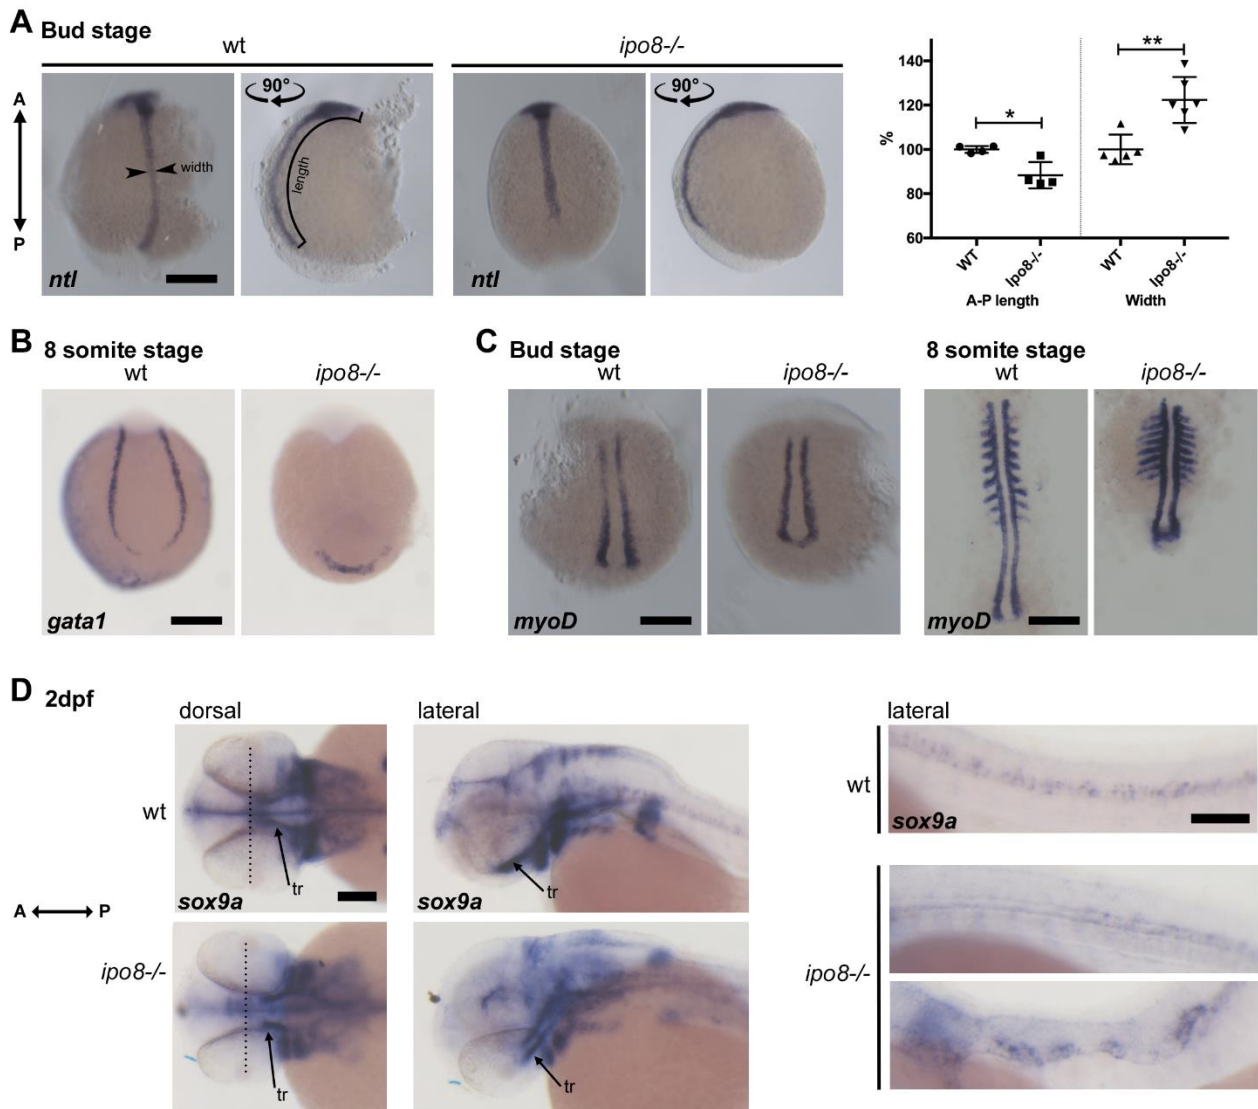 A Bud stage
wt
ipo8-/-
A
P
width
ntl
90°
length
ntl
90°
140
120
100
80
60
%
*
**
WT
Ipo8-/-
WT
Ipo8-/-
A-P length
Width
B 8 somite stage
wt
ipo8-/-
gata1
C Bud stage
wt
ipo8-/-
myoD
8 somite stage
wt
ipo8-/-
myoD
D 2dpf
dorsal
lateral
lateral
wt
sox9a
tr
sox9a
tr
wt
sox9a
A
P
ipo8-/-
tr
tr
ipo8-/-